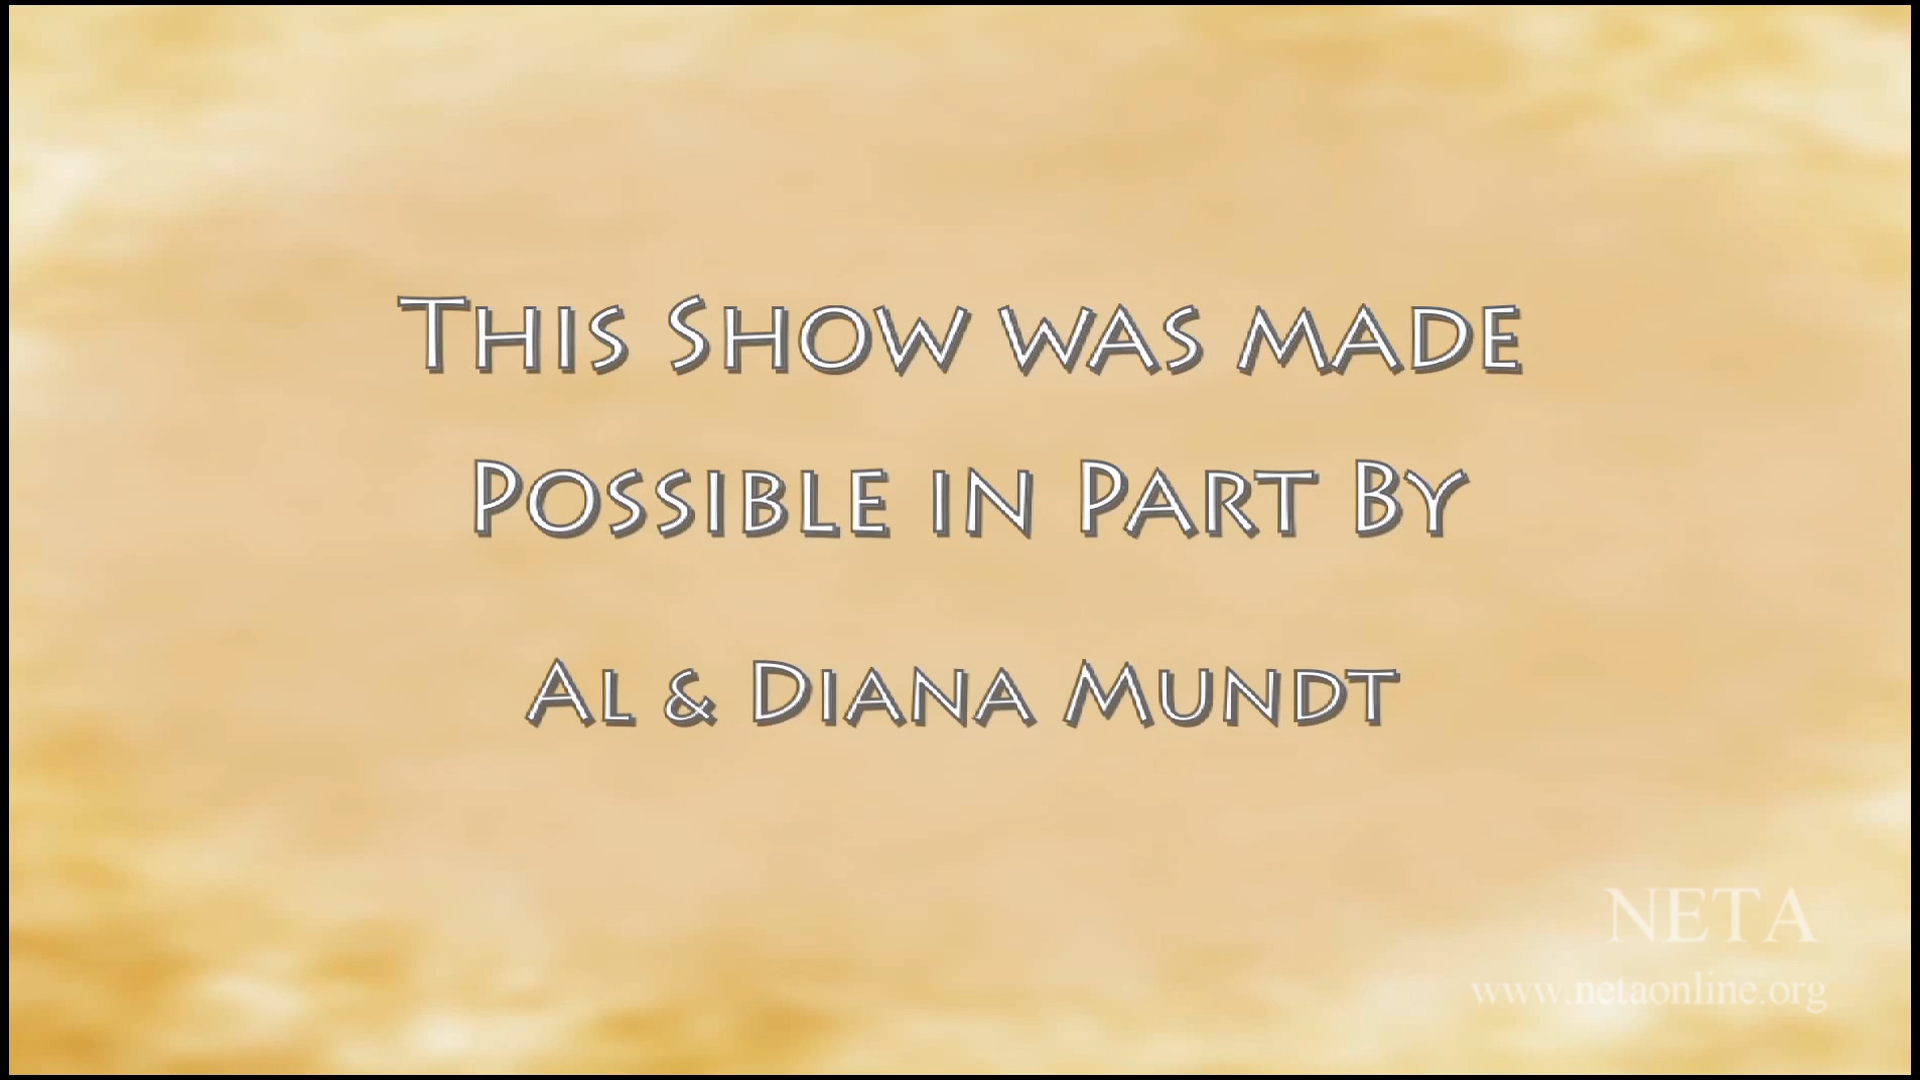 This Show was made
Possible in Part By
Al & Diana Mundt
NETA
www.netaonline.org